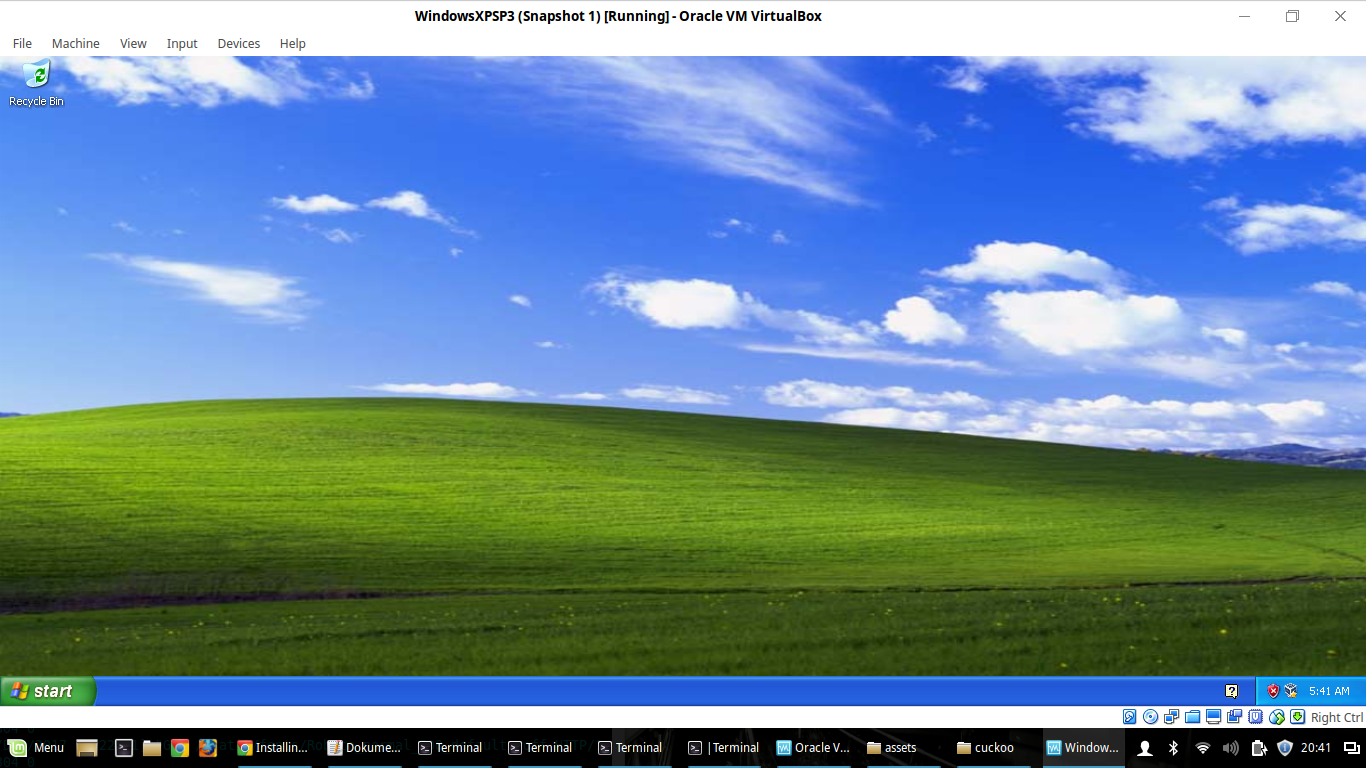 WindowsXPSP3 (Snapshot 1) [Running] - Oracle VM VirtualBox
File Machine View Input Devices Help
Recycle Bin
start
5:41 AM
Right Ctrl
Menu
Installin...
Dokume...
Terminal
Terminal
Terminal
|Terminal
Oracle V...
assets
cuckoo
Window...
20:41